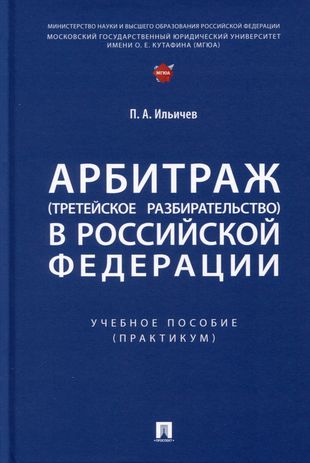 МИНИСТЕРСТВО НАУКИ И ВЫСШЕГО ОБРАЗОВАНИЯ РОССИЙСКОЙ ФЕДЕРАЦИИ
МОСКОВСКИЙ ГОСУДАРСТВЕННЫЙ ЮРИДИЧЕСКИЙ УНИВЕРСИТЕТ
ИМЕНИ О. Е. КУТАФИНА (МГЮА)
МГЮА
П. А. Ильичев
АРБИТРАЖ
(ТРЕТЕЙСКОЕ РАЗБИРАТЕЛЬСТВО)
В РОССИЙСКОЙ
ФЕДЕРАЦИИ
УЧЕБНОЕ ПОСОБИЕ
(ПРАКТИКУМ)
ПРОСПЕКТ